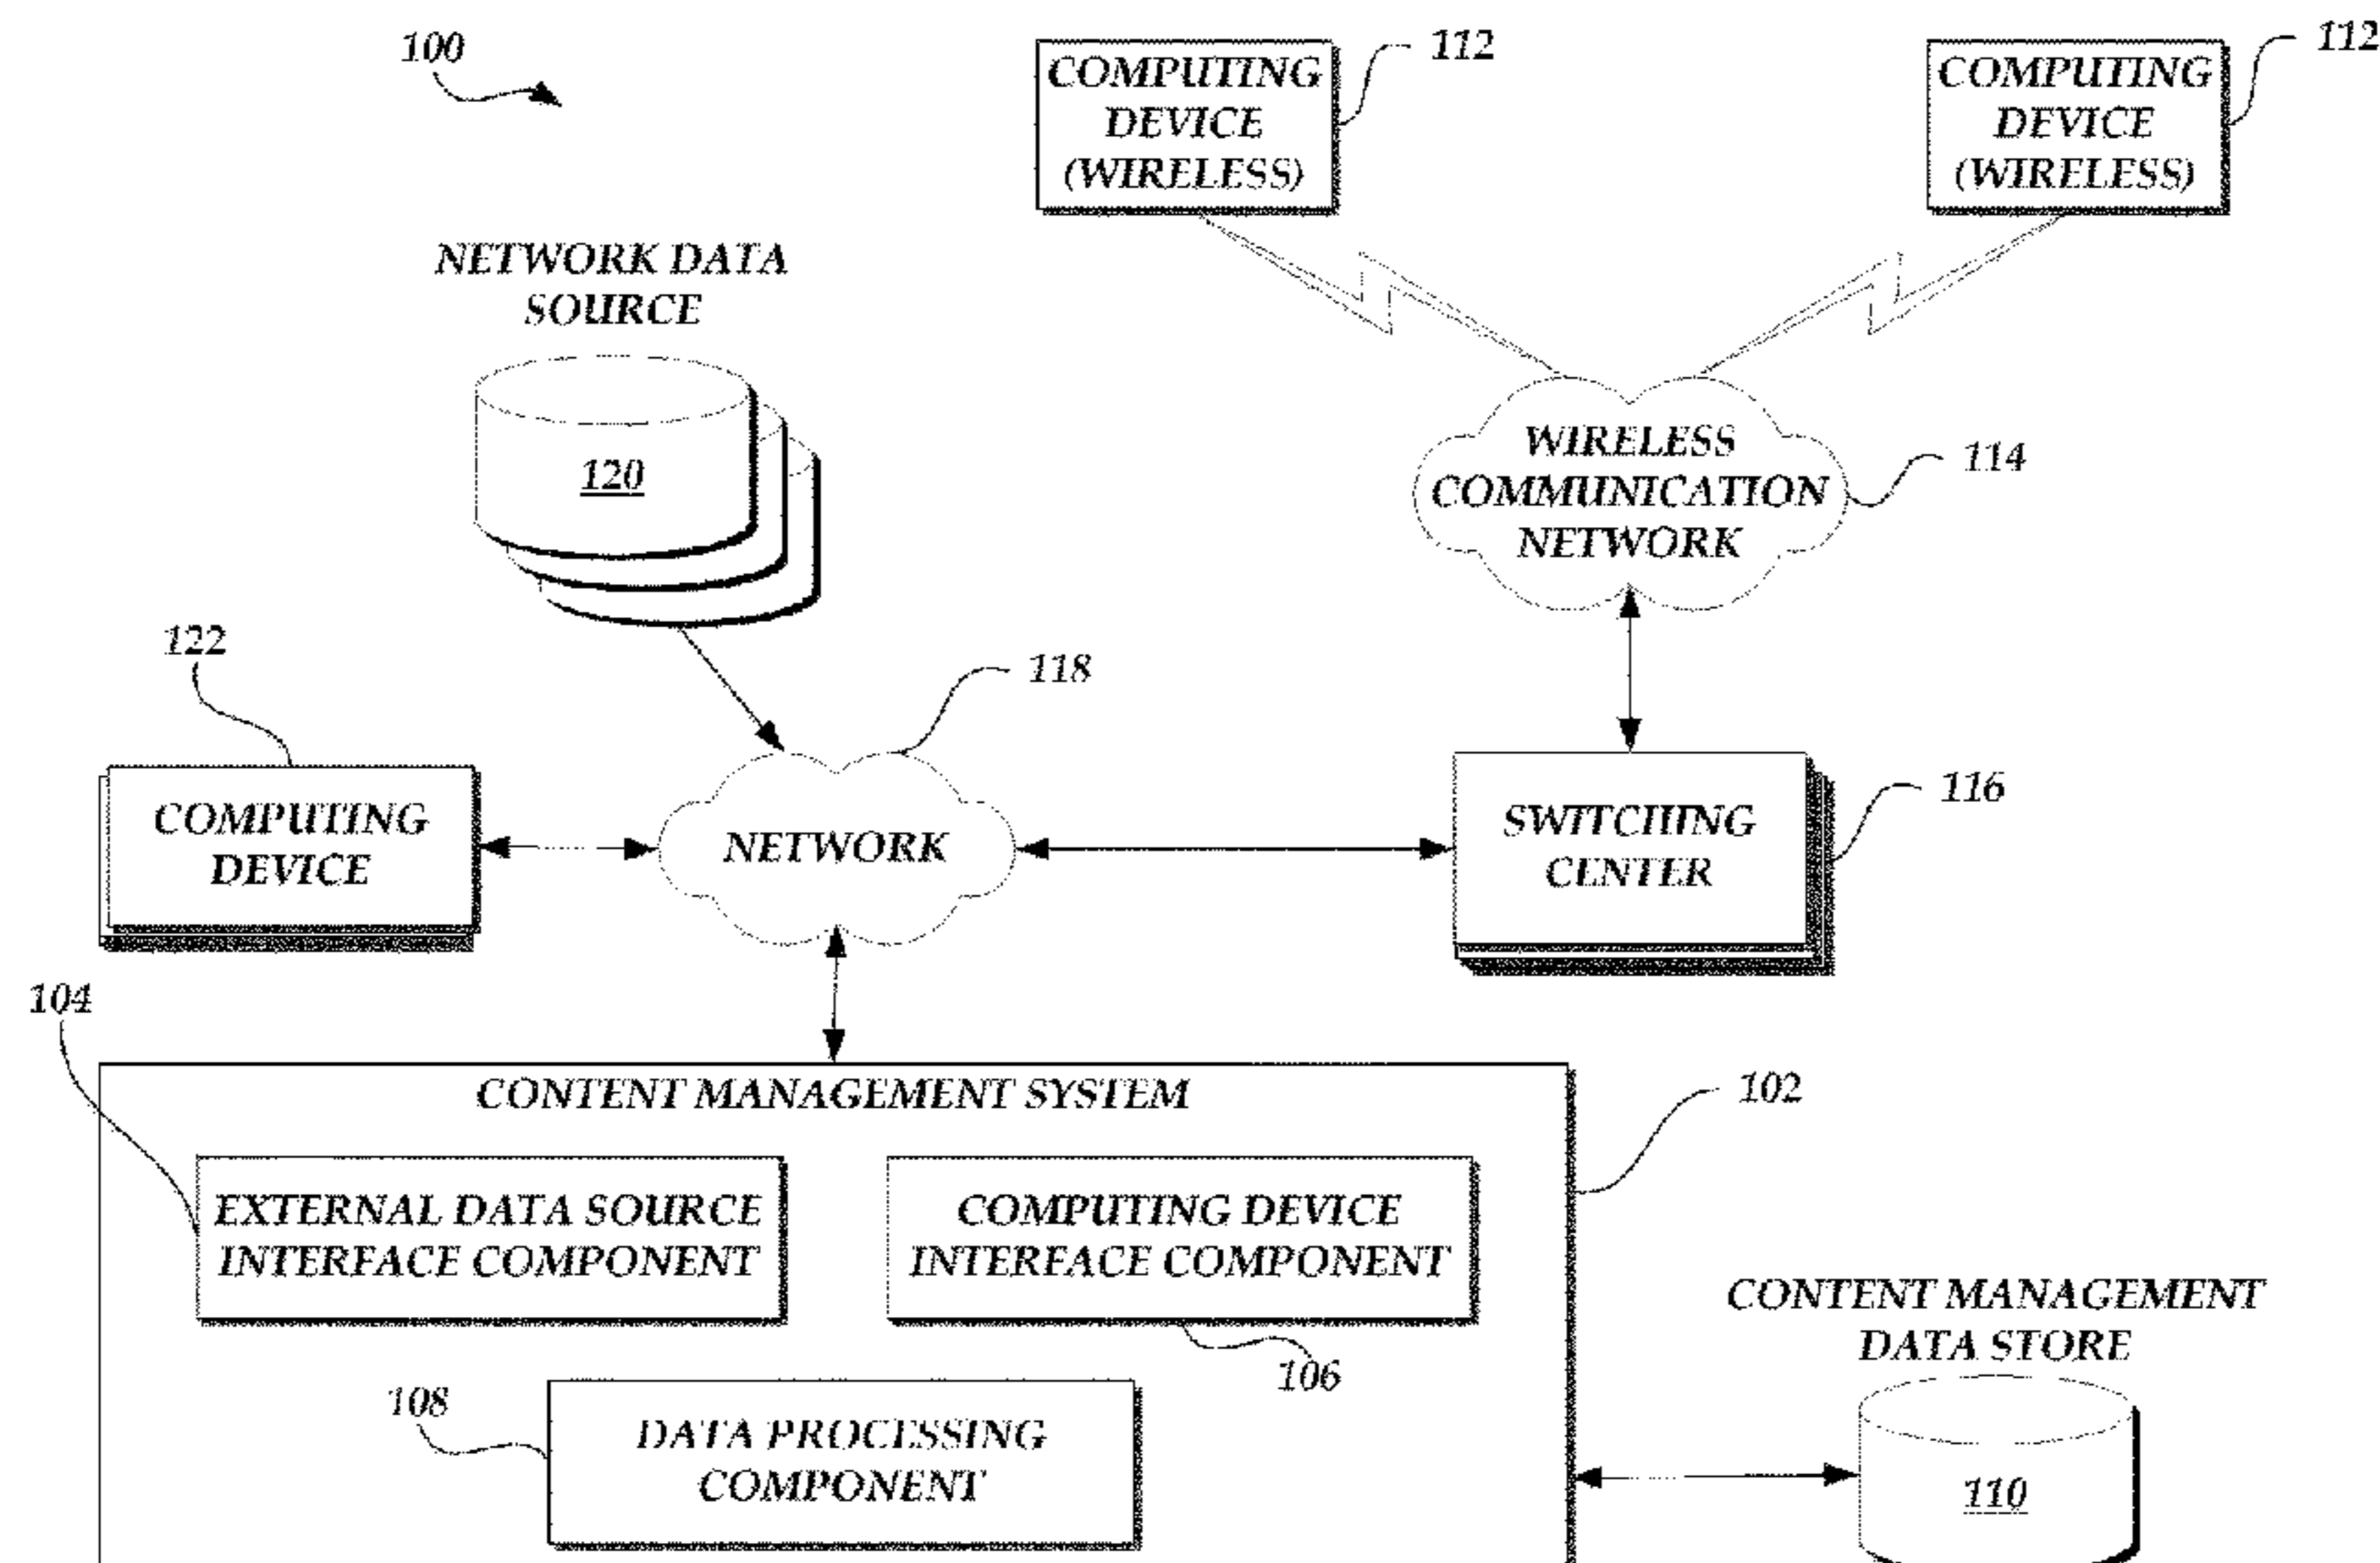 100
COMPUTING
DEVICE
(WIRELESS)
112
COMPUTING
DEVICE
(WIRELESS)
112
NETWORK DATA
SOURCE
120
WIRELESS
COMMUNICATION
NETWORK
114
122
118
COMPUTING
DEVICE
NETWORK
SWITCHING
CENTER
116
104
CONTENT MANAGEMENT SYSTEM
102
EXTERNAL DATA SOURCE
INTERFACE COMPONENT
COMPUTING DEVICE
INTERFACE COMPONENT
106
CONTENT MANAGEMENT
DATA STORE
108
DATA PROCESSING
COMPONENT
110